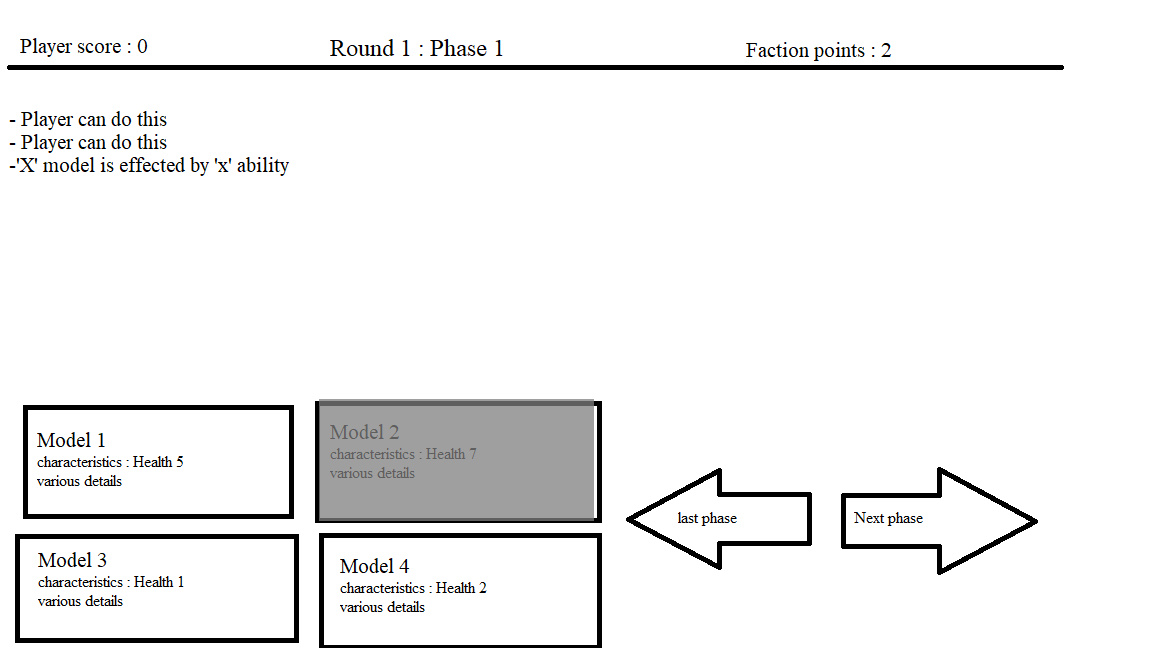 Player score : 0
Round 1 : Phase 1
Faction points : 2
- Player can do this
- Player can do this
-'X' model is effected by 'x' ability
Model 1
characteristics : Health 5
various details
Model 2
characteristics : Health 7
various details
Model 3
characteristics : Health 1
various details
Model 4
characteristics : Health 2
various details
last phase
Next phase